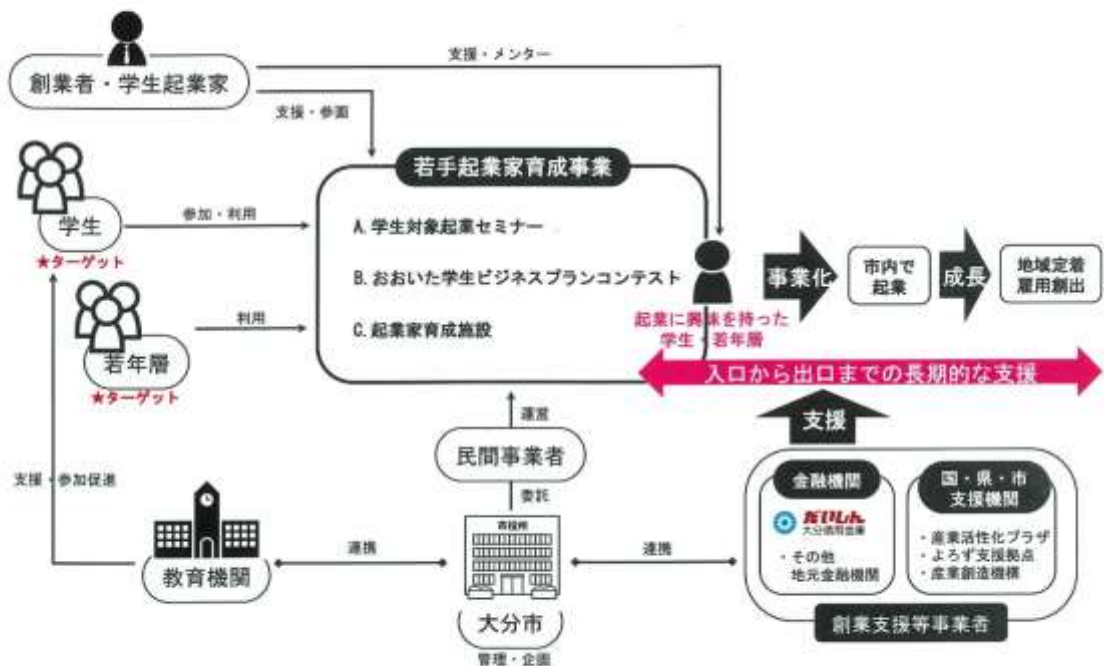 創業者・学生起業家
支援・メンター
支援・参画
若手起業家育成事業
学生
★ターゲット
参加・利用
A.学生対象起業セミナー
B.おおいた学生ビジネスプランコンテスト
C.起業家育成施設
若年層
★ターゲット
利用
起業に興味を持った
学生・若年層
事業化
市内で
起業
成長
地域定着
雇用創出
入口から出口までの長期的な支援
支援
運営
民間事業者
委託
支援・参加促進
教育機関
連携
市役所
大分市
管理・企画
連携
金融機関
だいしん
大分信用金庫
・その他
地元金融機関
国・県・市
支援機関
・産業活性化プラザ
・よろず支援拠点
・産業創造機構
創業支援等事業者